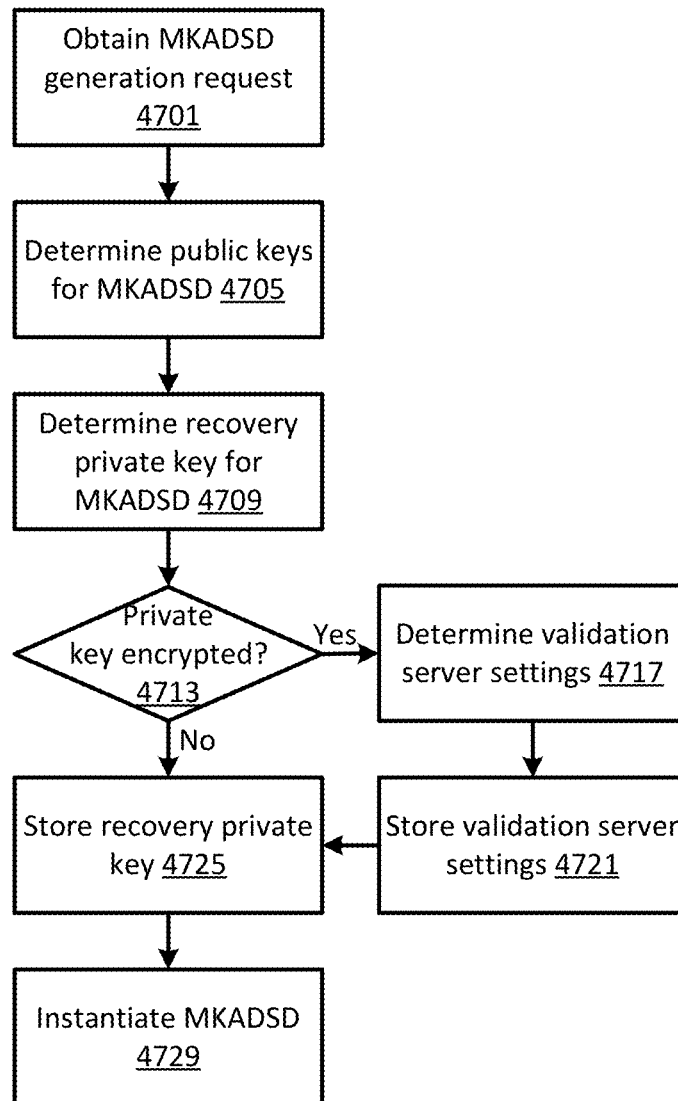 Obtain MKADSD
generation request
4701
Determine public keys
for MKADSD 4705
Determine recovery
private key for
MKADSD 4709
Private
key encrypted?
4713
Yes
Determine validation
server settings 4717
No
Store recovery private
key 4725
Store validation server
settings 4721
Instantiate MKADSD
4729